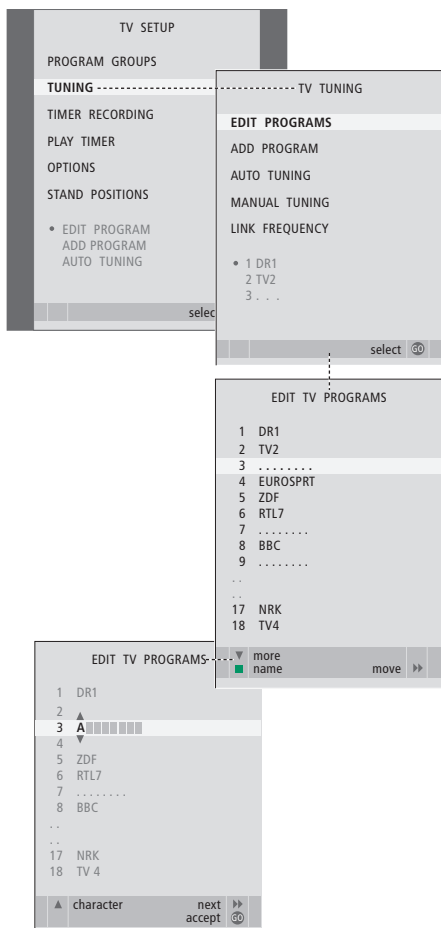 TV SETUP
PROGRAM GROUPS
TUNING
TIMER RECORDING
PLAY TIMER
OPTIONS
STAND POSITIONS
• EDIT PROGRAM
ADD PROGRAM
AUTO TUNING
selec
TV TUNING
EDIT PROGRAMS
ADD PROGRAM
AUTO TUNING
MANUAL TUNING
LINK FREQUENCY
• 1 DR1
2 TV2
3 . . .
select GO
EDIT TV PROGRAMS
1 DR1
2 TV2
3 . . . . . . . .
4 EUROSPRT
5 ZDF
6 RTL7
7 . . . . . . . .
8 BBC
9 . . . . . . . .
. .
. .
17 NRK
18 TV4
▼ more
name move ▶▶
EDIT TV PROGRAMS
1 DR1
2
3 A
4
5 ZDF
6 RTL7
7 . . . . . . . .
8 BBC
. .
. .
17 NRK
18 TV 4
▲ character next ▶▶
accept GO